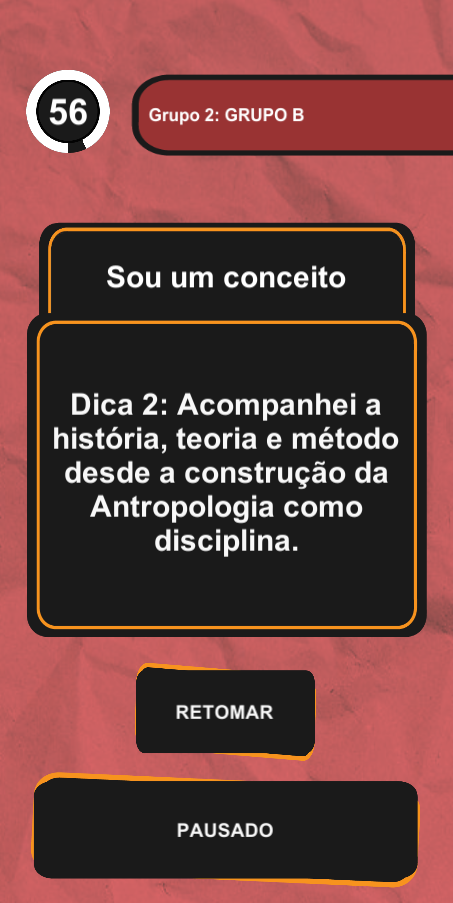 56
Grupo 2: GRUPO B
Sou um conceito
Dica 2: Acompanhei a
história, teoria e método
desde a construção da
Antropologia como
disciplina.
RETOMAR
PAUSADO